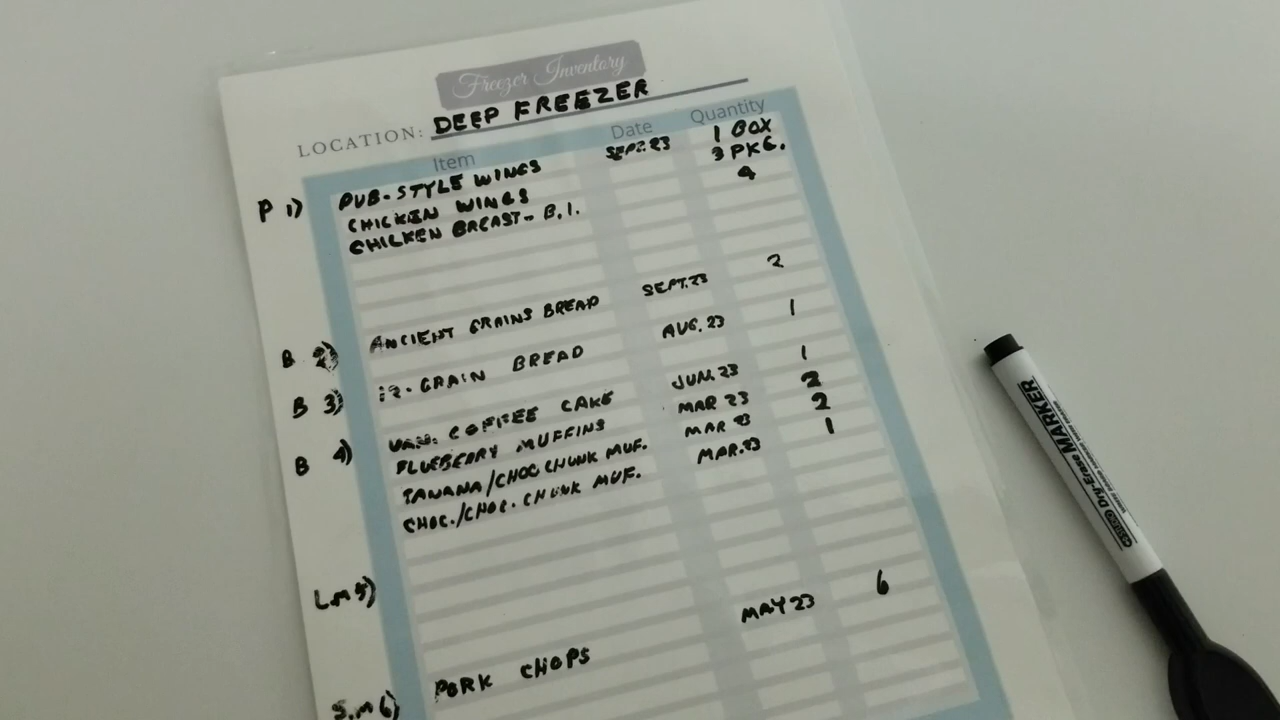 Freezer Inventory
LOCATION: DEEP FREEZER
Item Date Quantity
P 1) PUB-STYLE WINGS SEPT. 23 1 BOX
CHICKEN WINGS 3 PKG.
CHICKEN BREAST - B.I. 4
B 2) ANCIENT GRAINS BREAD SEPT. 23 2
B 3) 12-GRAIN BREAD AUG. 23 1
B 4) VAN. COFFEE CAKE JUN. 23 1
BLUEBERRY MUFFINS MAR 23 2
BANANA/CHOC CHUNK MUF. MAR 23 2
CHOC./CHOC. CHUNK MUF. MAR. 23 1
L.M 5)
S.M 6) PORK CHOPS MAY 23 6
EXPO Dry Erase MARKER